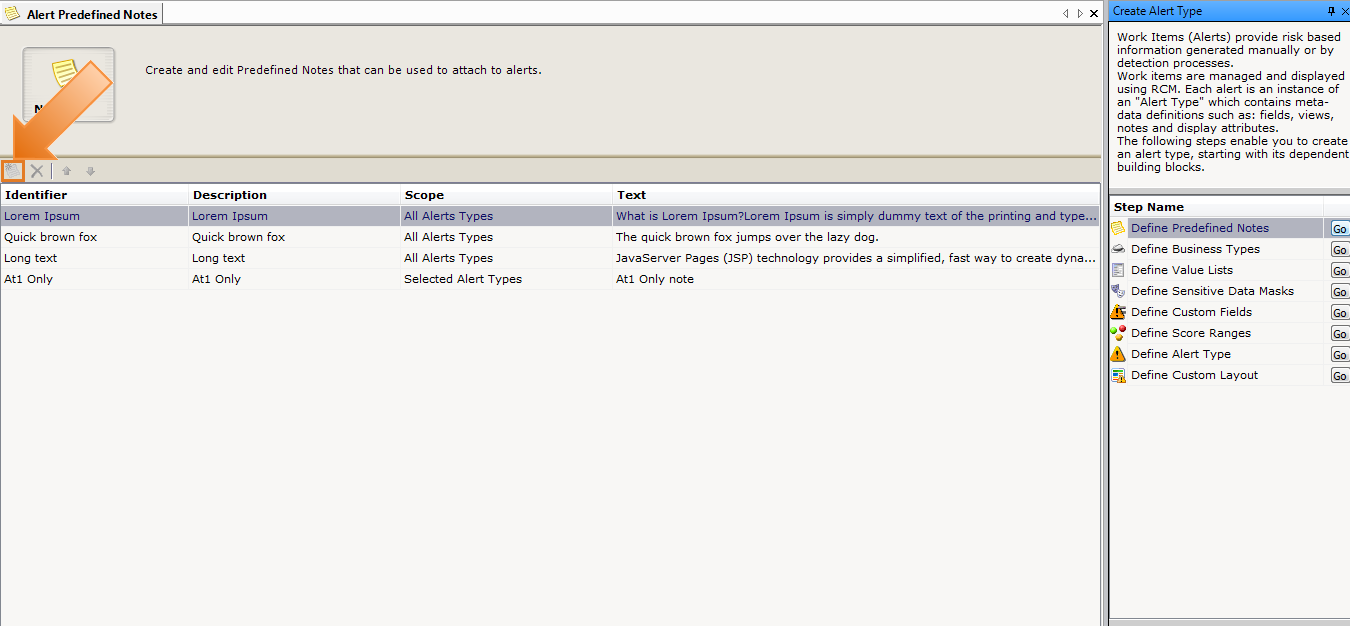 Alert Predefined Notes
Create and edit Predefined Notes that can be used to attach to alerts.
Identifier Description Scope Text
Lorem Ipsum Lorem Ipsum All Alerts Types What is Lorem Ipsum?Lorem Ipsum is simply dummy text of the printing and type...
Quick brown fox Quick brown fox All Alerts Types The quick brown fox jumps over the lazy dog.
Long text Long text All Alerts Types JavaServer Pages (JSP) technology provides a simplified, fast way to create dyna...
At1 Only At1 Only Selected Alert Types At1 Only note
Create Alert Type
Work Items (Alerts) provide risk based
information generated manually or by
detection processes.
Work items are managed and displayed
using RCM. Each alert is an instance of
an "Alert Type" which contains meta-
data definitions such as: fields, views,
notes and display attributes.
The following steps enable you to create
an alert type, starting with its dependent
building blocks.
Step Name
Define Predefined Notes Go
Define Business Types Go
Define Value Lists Go
Define Sensitive Data Masks Go
Define Custom Fields Go
Define Score Ranges Go
Define Alert Type Go
Define Custom Layout Go